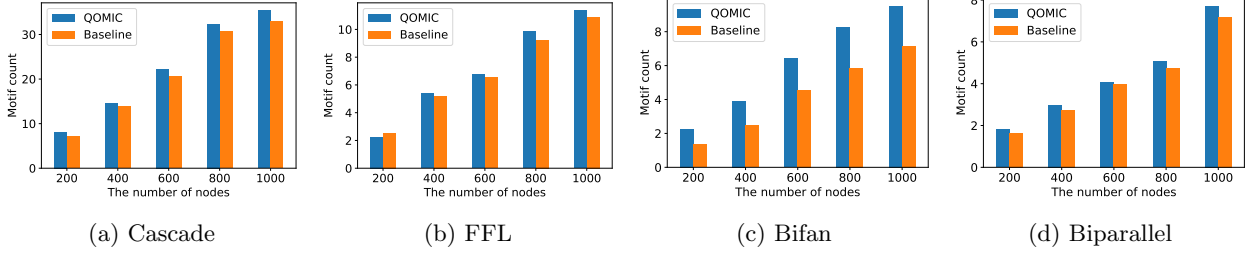 QOMIC
Baseline
Motif count
30
20
10
0
200 400 600 800 1000
The number of nodes
(a) Cascade
QOMIC
Baseline
Motif count
10
8
6
4
2
0
200 400 600 800 1000
The number of nodes
(b) FFL
QOMIC
Baseline
Motif count
8
6
4
2
0
200 400 600 800 1000
The number of nodes
(c) Bifan
QOMIC
Baseline
Motif count
8
6
4
2
0
200 400 600 800 1000
The number of nodes
(d) Biparallel